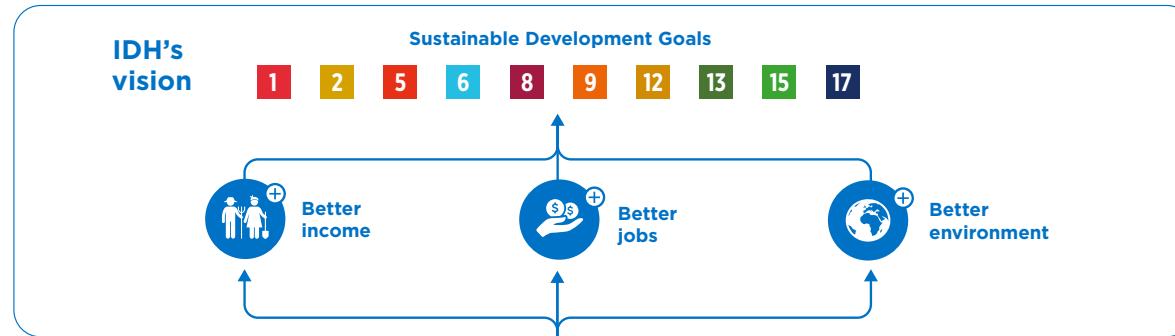 IDH's
vision
Sustainable Development Goals
1 2 5 6 8 9 12 13 15 17
Better
income
$ $
Better
jobs
Better
environment